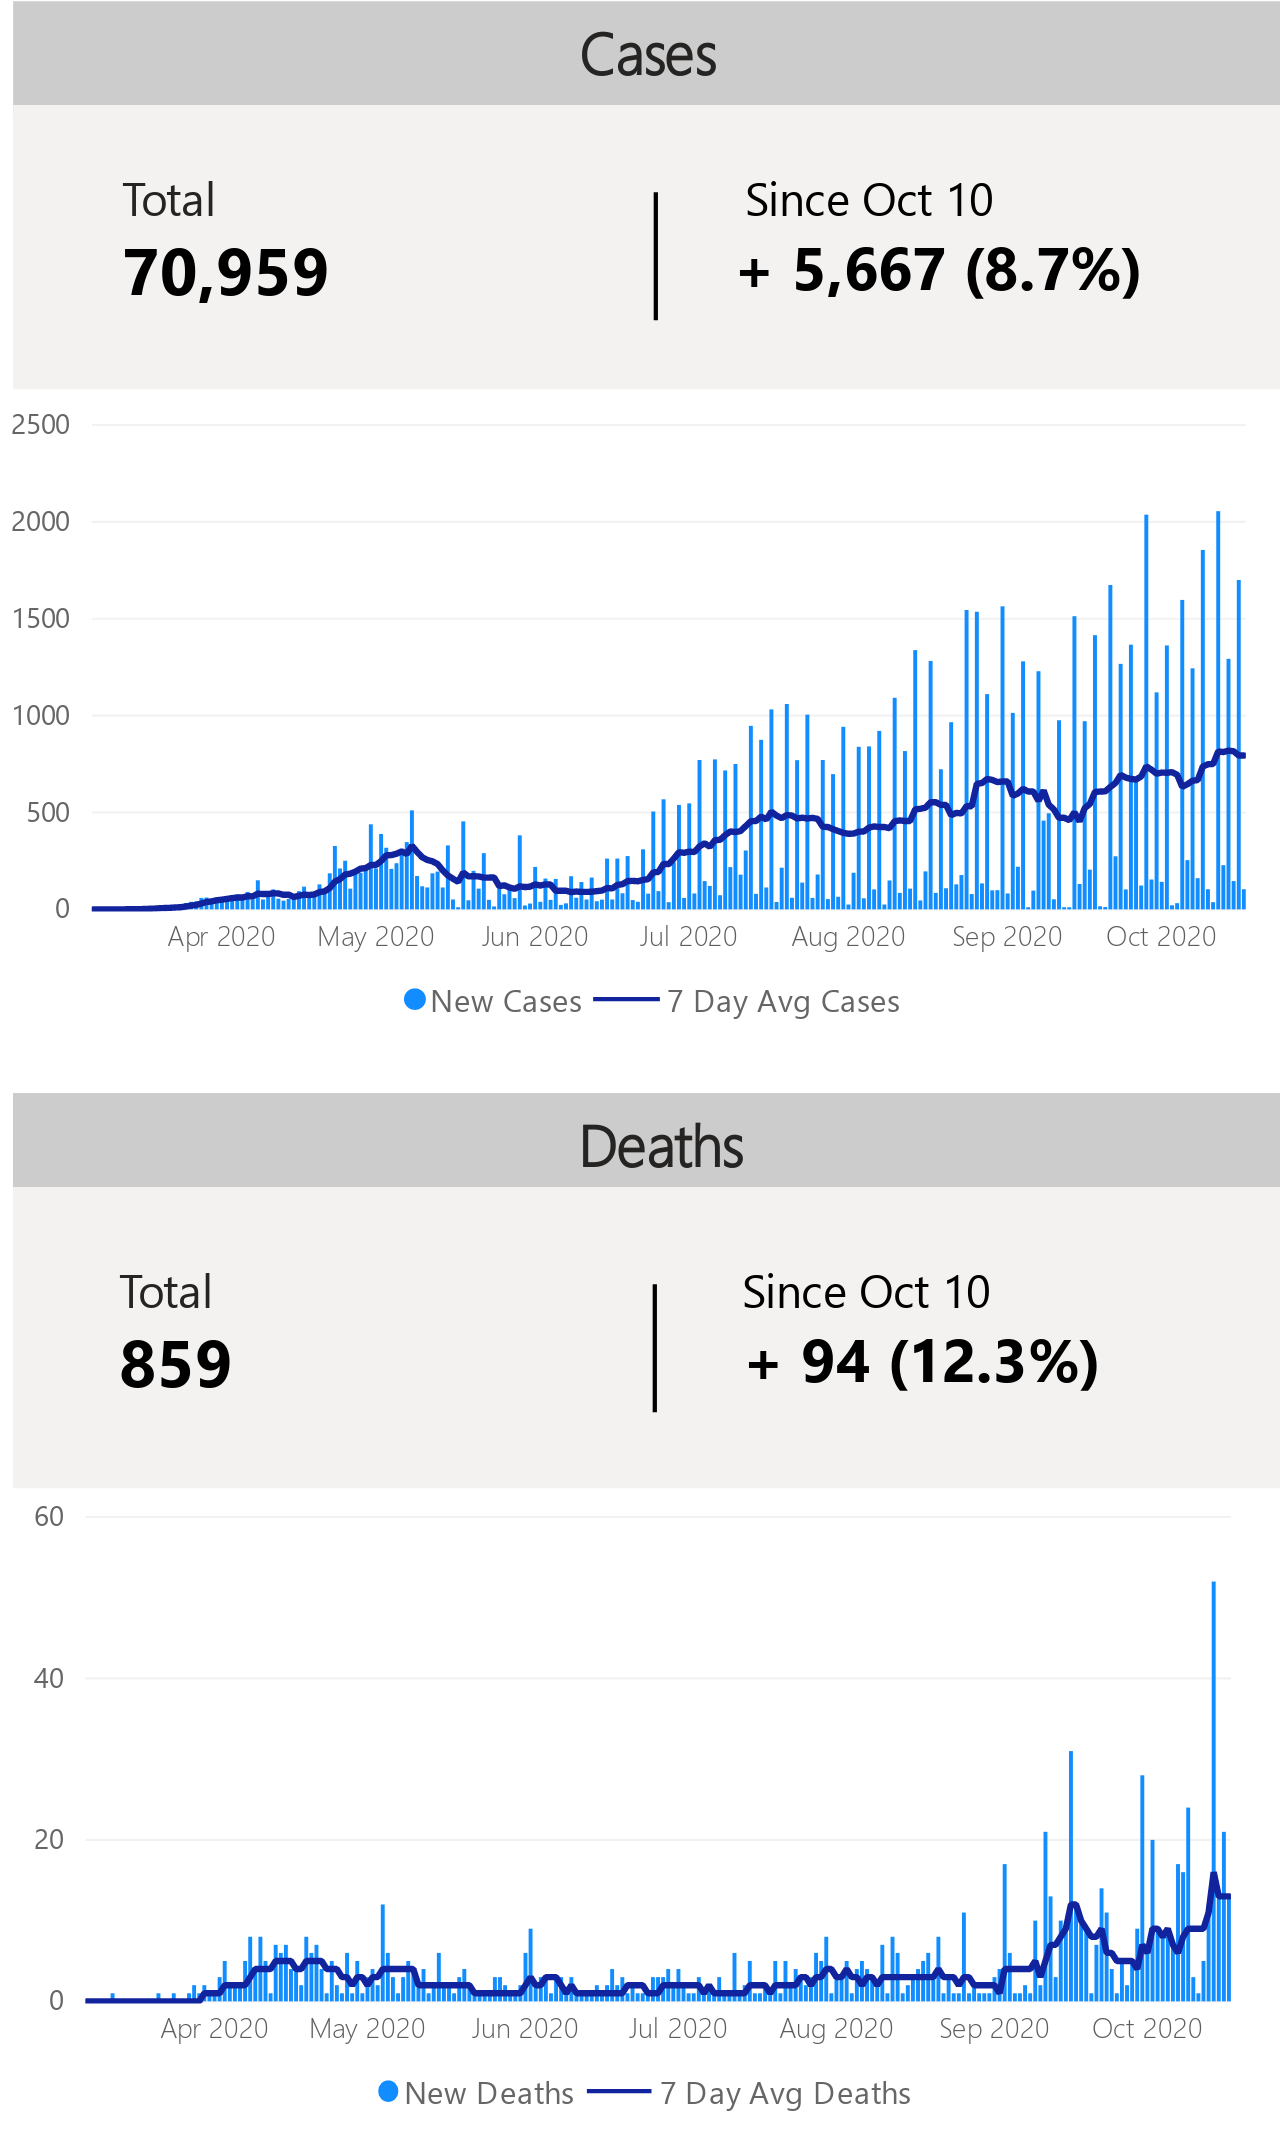 Cases
Total
Since Oct 10
70,959
+ 5,667 (8.7%)
2500
2000
1500
1000
500
0
Apr 2020 May 2020 Jun 2020 Jul 2020 Aug 2020 Sep 2020 Oct 2020
New Cases 7 Day Avg Cases
Deaths
Total
Since Oct 10
859
+ 94 (12.3%)
60
40
20
0
Apr 2020 May 2020 Jun 2020 Jul 2020 Aug 2020 Sep 2020 Oct 2020
New Deaths 7 Day Avg Deaths